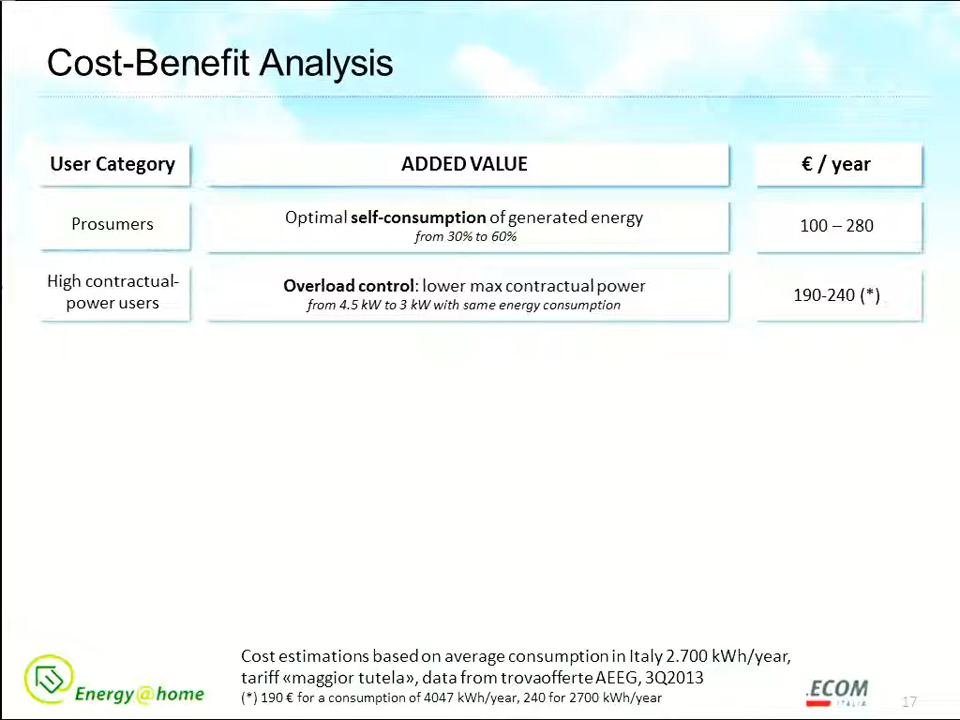 Cost-Benefit Analysis
User Category
ADDED VALUE
€ / year
Prosumers
Optimal self-consumption of generated energy
from 30% to 60%
100 – 280
High contractual-
power users
Overload control: lower max contractual power
from 4.5 kW to 3 kW with same energy consumption
190-240 (*)
Cost estimations based on average consumption in Italy 2.700 kWh/year,
tariff «maggior tutela», data from trovaofferte AEEG, 3Q2013
(*) 190 € for a consumption of 4047 kWh/year, 240 for 2700 kWh/year
Energy@home
.ECOM
ITALIA
17